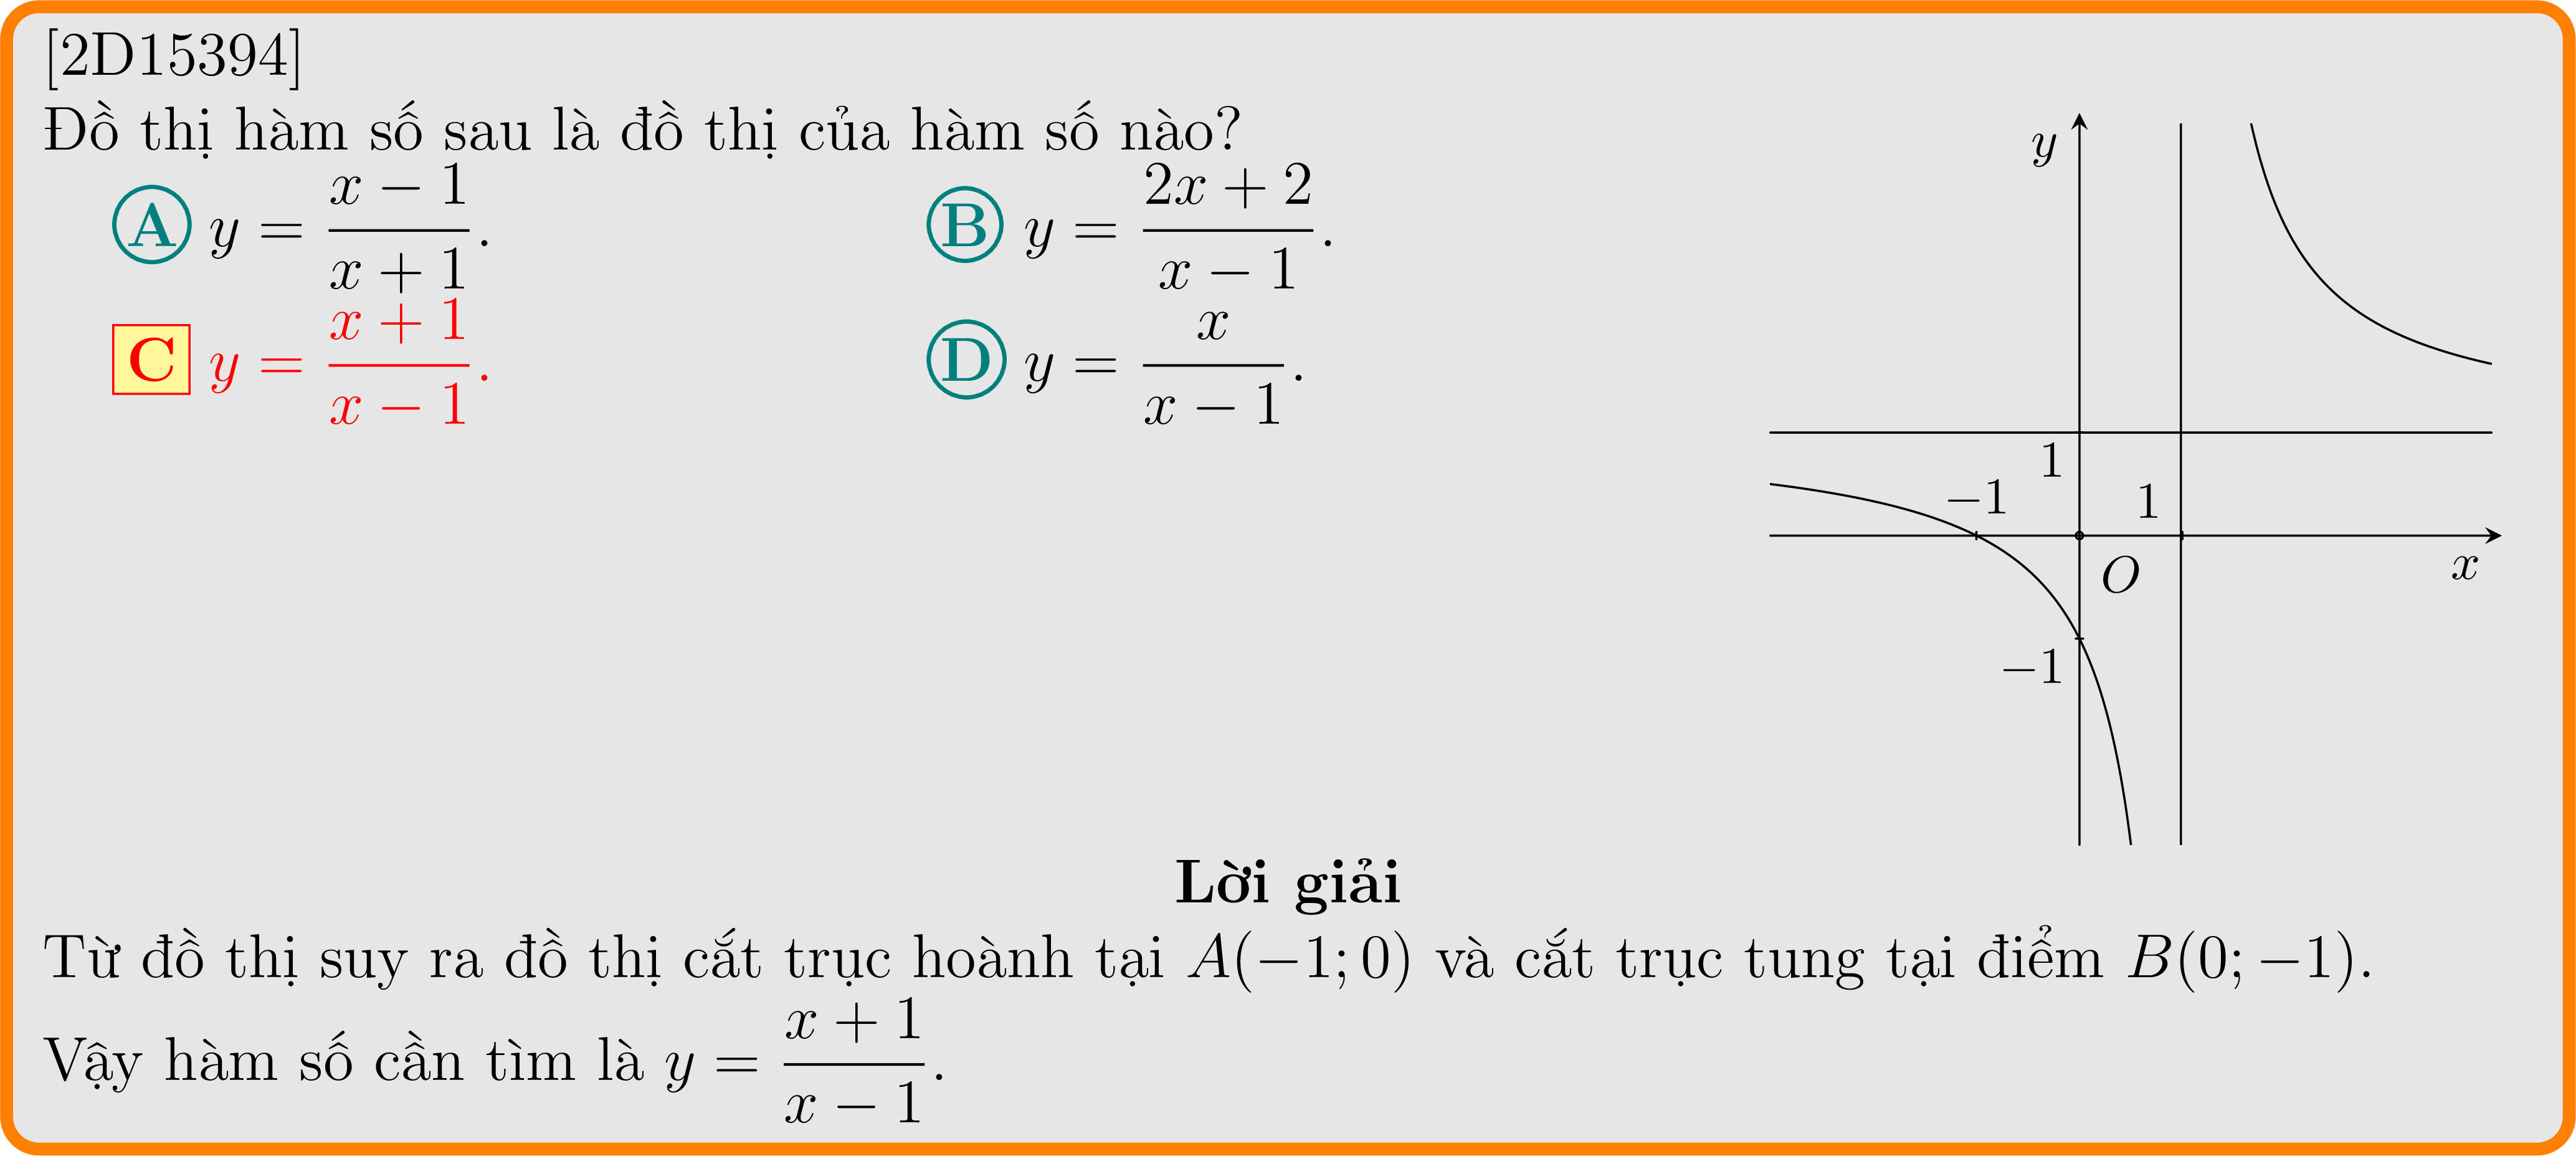 [2D15394]
Đồ thị hàm số sau là đồ thị của hàm số nào?
A y = \frac{x − 1}{x + 1}.
B y = \frac{2x + 2}{x − 1}.
C y = \frac{x + 1}{x − 1}.
D y = \frac{x}{x − 1}.
y
1
−1
1
O
x
−1
Lời giải
Từ đồ thị suy ra đồ thị cắt trục hoành tại A(−1; 0) và cắt trục tung tại điểm B(0; −1).
Vậy hàm số cần tìm là y = \frac{x + 1}{x − 1}.